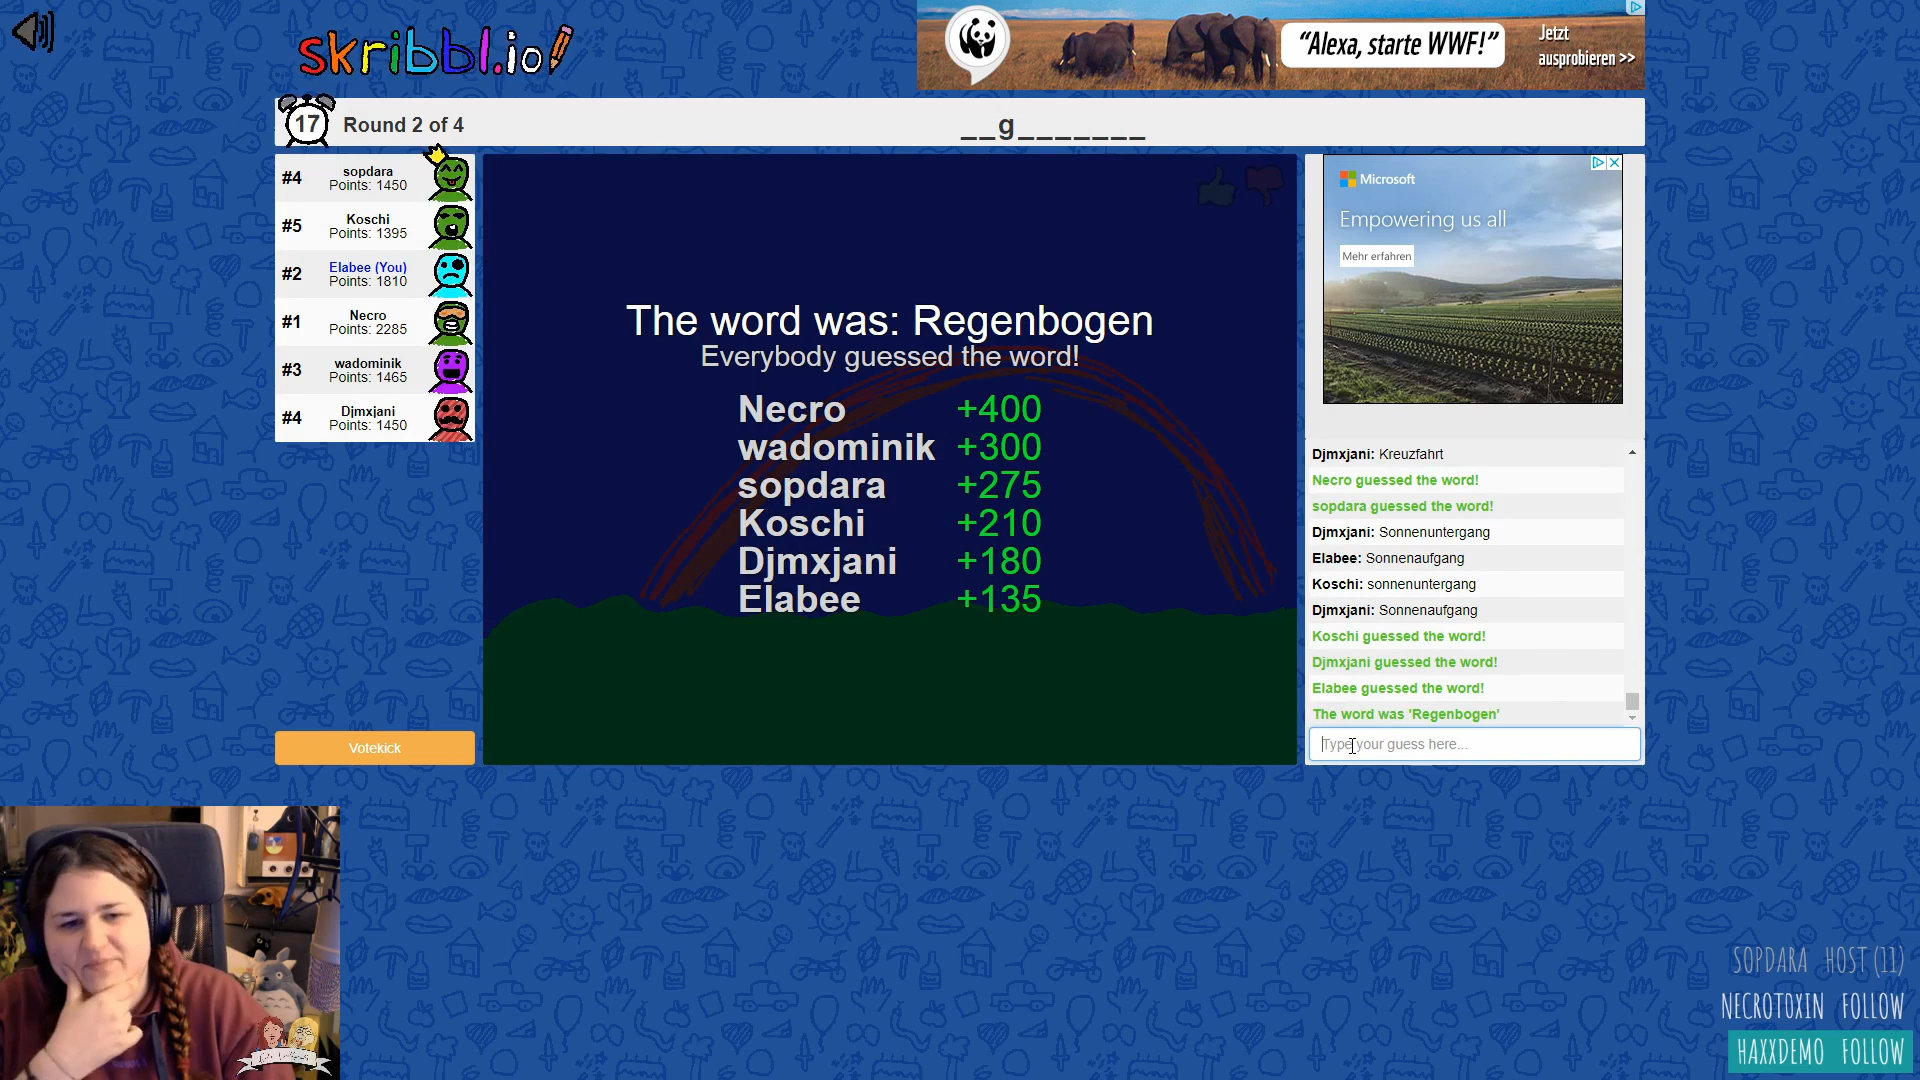 skribbl.io
"Alexa, starte WWF!"
Jetzt
ausprobieren >>
17
Round 2 of 4
__g_______
#4
sopdara
Points: 1450
#5
Koschi
Points: 1395
#2
Elabee (You)
Points: 1810
#1
Necro
Points: 2285
#3
wadominik
Points: 1465
#4
Djmxjani
Points: 1450
Votekick
The word was: Regenbogen
Everybody guessed the word!
Necro +400
wadominik +300
sopdara +275
Koschi +210
Djmxjani +180
Elabee +135
Microsoft
Empowering us all
Mehr erfahren
Djmxjani: Kreuzfahrt
Necro guessed the word!
sopdara guessed the word!
Djmxjani: Sonnenuntergang
Elabee: Sonnenaufgang
Koschi: sonnenuntergang
Djmxjani: Sonnenaufgang
Koschi guessed the word!
Djmxjani guessed the word!
Elabee guessed the word!
The word was 'Regenbogen'
Type your guess here...
SOPDARA HOST (11)
NECROTOXIN FOLLOW
HAXXDEMO FOLLOW